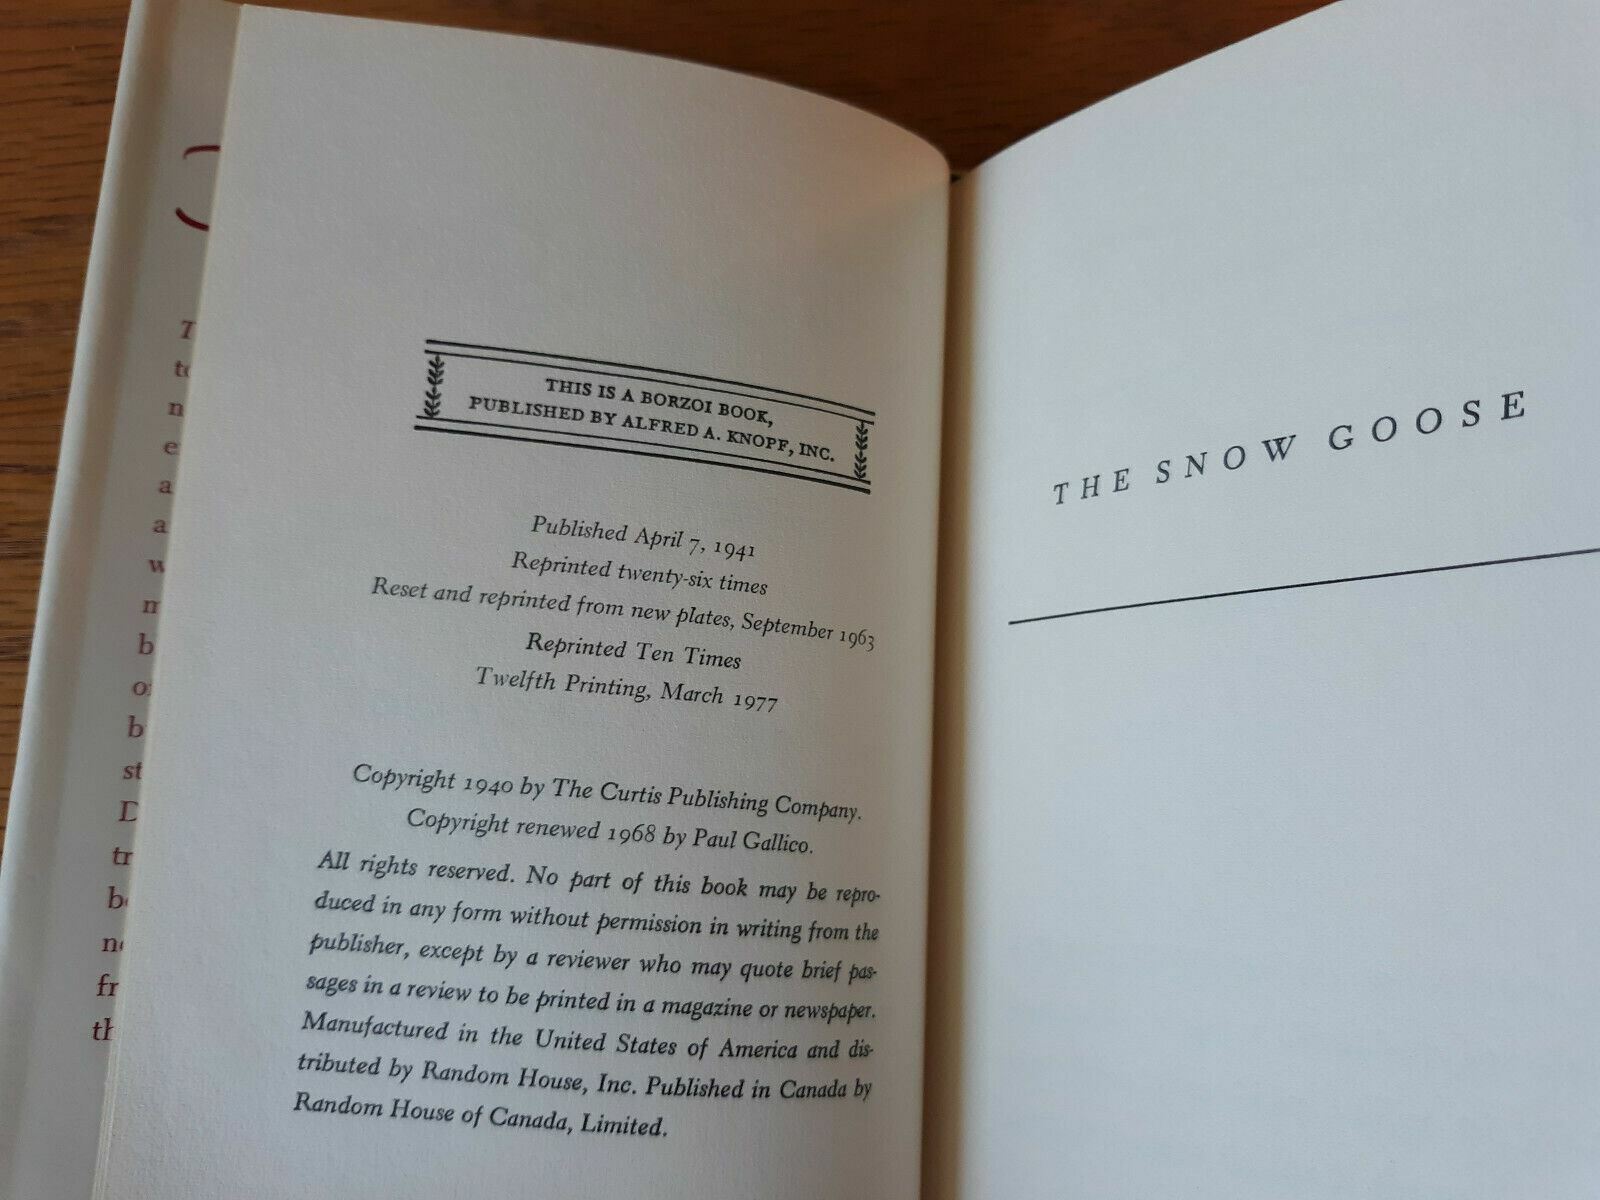 THIS IS A BORZOI BOOK,
PUBLISHED BY ALFRED A. KNOPF, INC.
Published April 7, 1941
Reprinted twenty-six times
Reset and reprinted from new plates, September 1963
Reprinted Ten Times
Twelfth Printing, March 1977
Copyright 1940 by The Curtis Publishing Company.
Copyright renewed 1968 by Paul Gallico.
All rights reserved. No part of this book may be repro-
duced in any form without permission in writing from the
publisher, except by a reviewer who may quote brief pas-
sages in a review to be printed in a magazine or newspaper.
Manufactured in the United States of America and dis-
tributed by Random House, Inc. Published in Canada by
Random House of Canada, Limited.
THE SNOW GOOSE